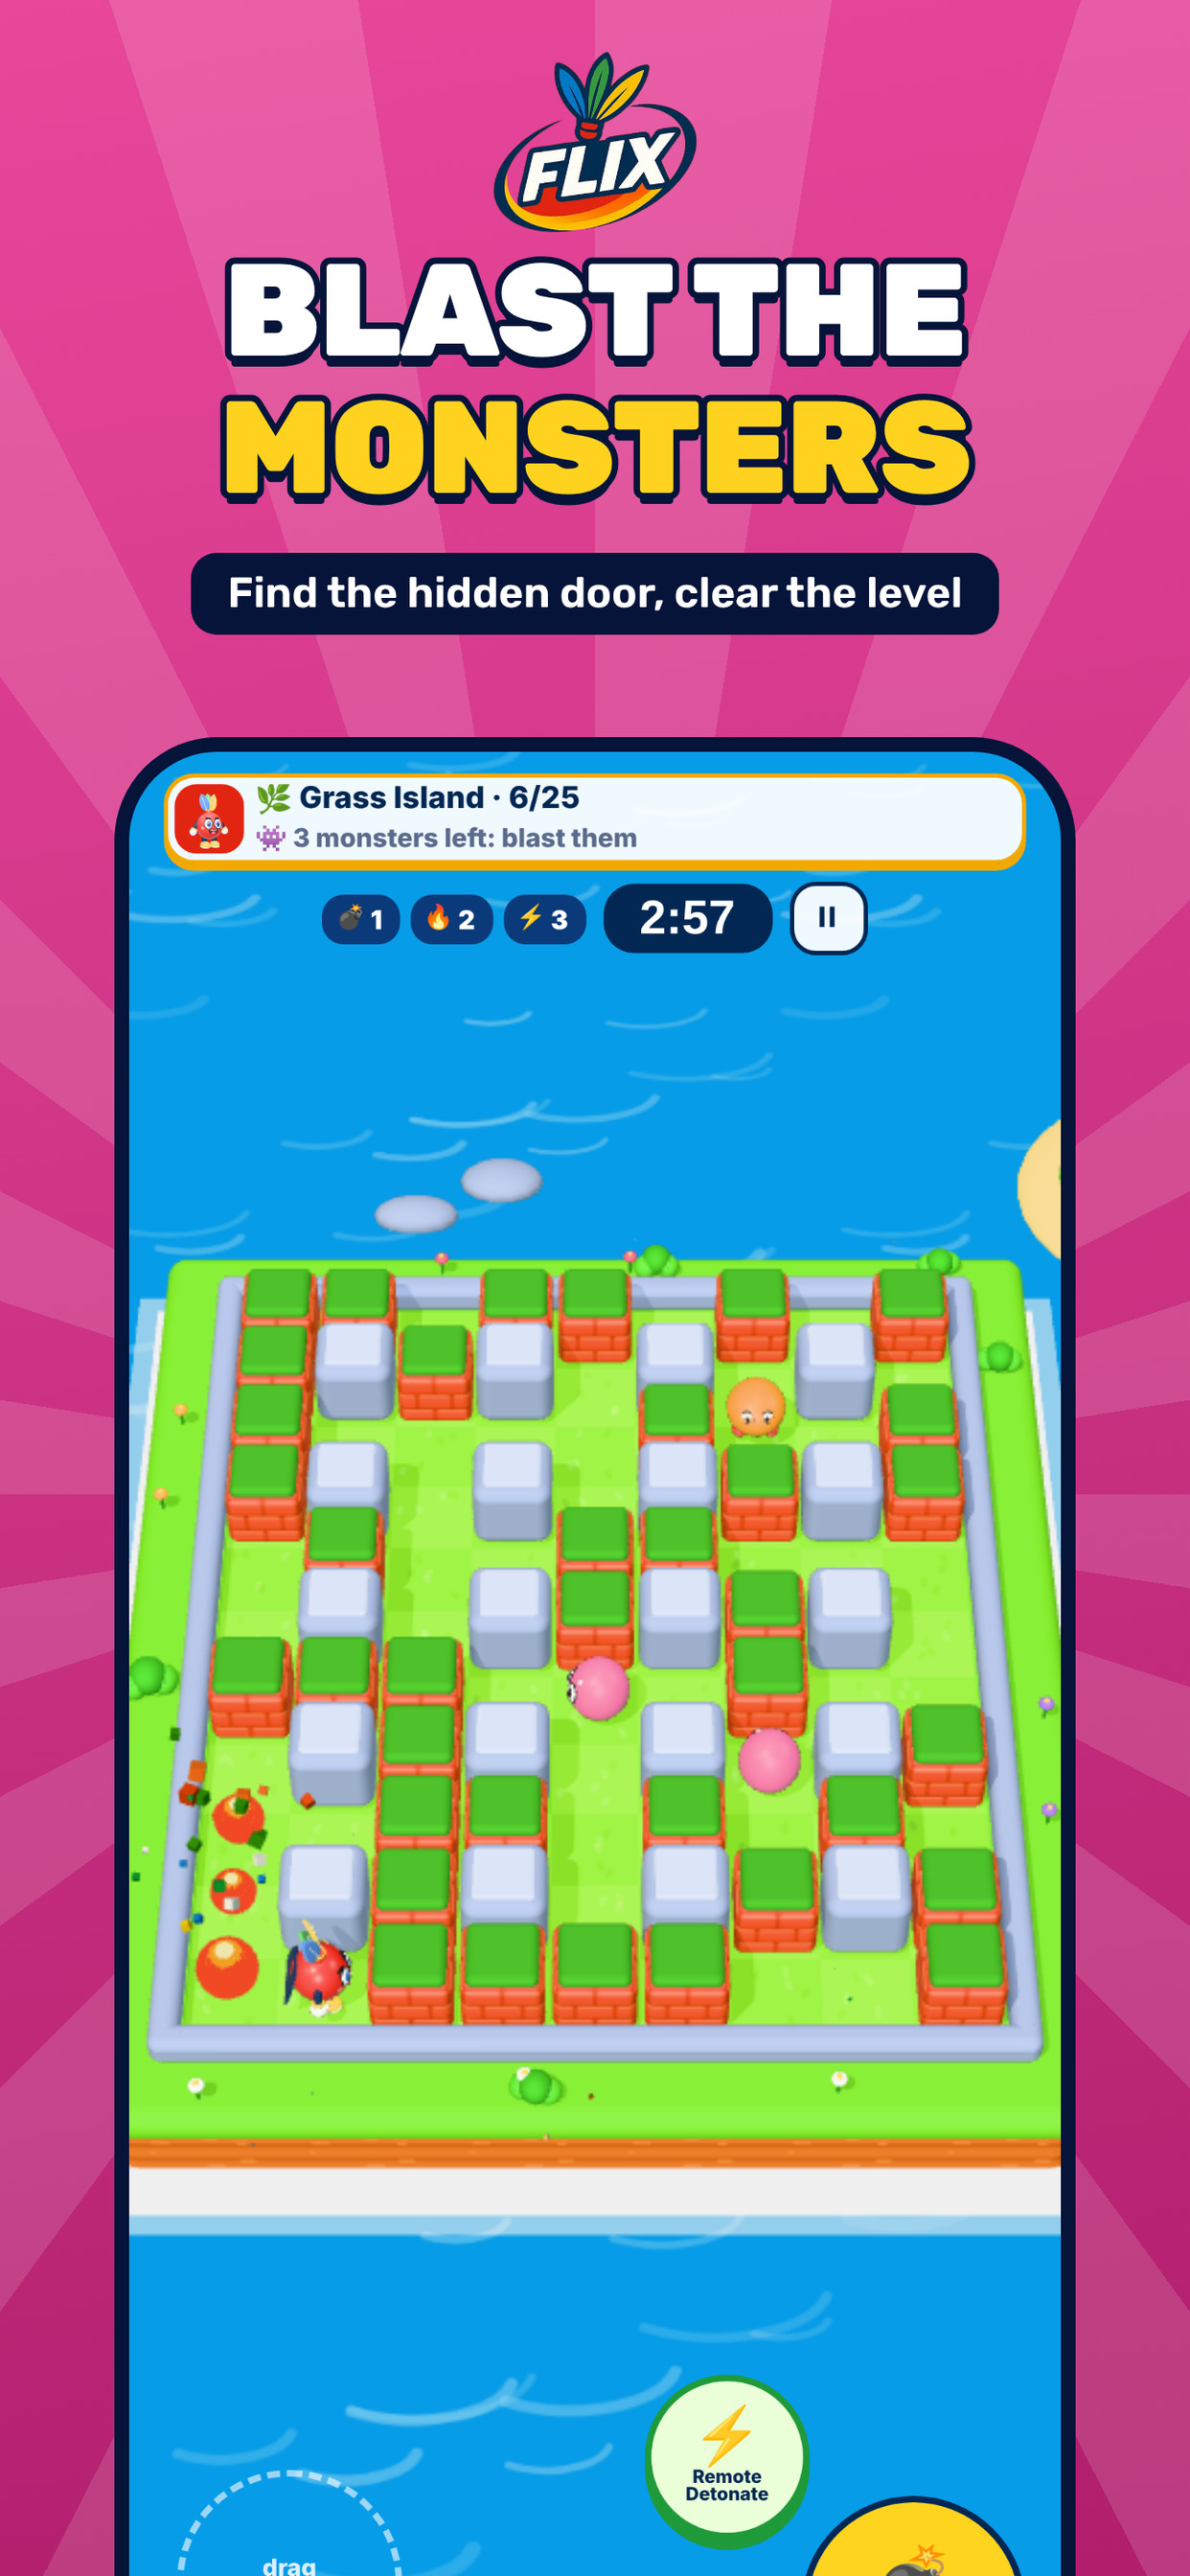 FLIX
BLAST THE
MONSTERS
Find the hidden door, clear the level
Grass Island · 6/25
3 monsters left: blast them
1 2 3 2:57
Remote
Detonate
drag